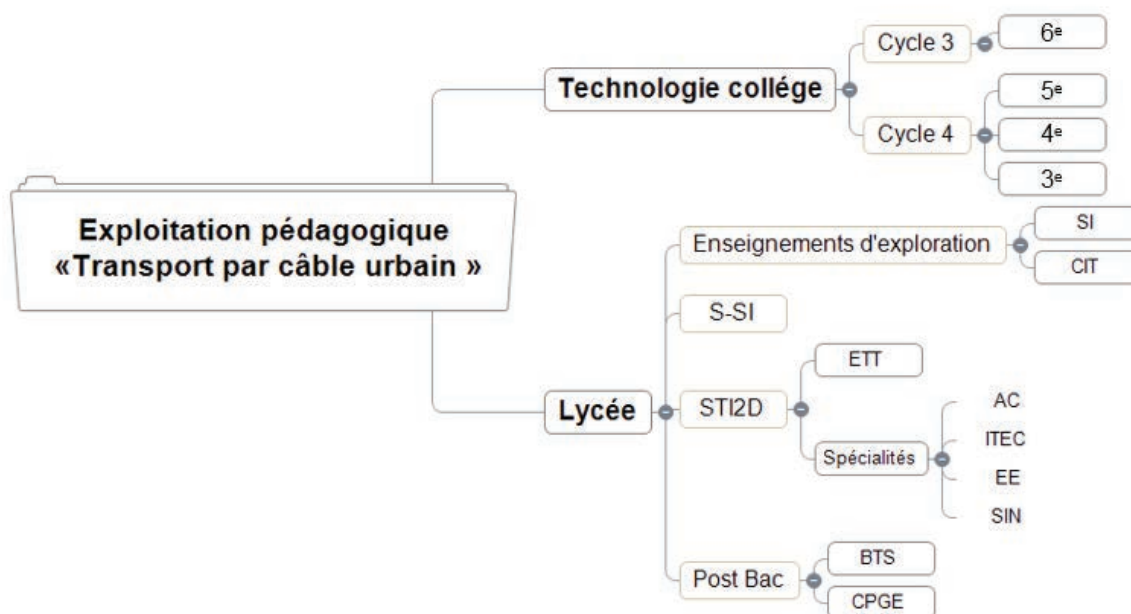 Exploitation pédagogique
«Transport par câble urbain »
Technologie collége
Cycle 3
6e
Cycle 4
5e
4e
3e
Lycée
Enseignements d'exploration
SI
CIT
S-SI
STI2D
ETT
Spécialités
AC
ITEC
EE
SIN
Post Bac
BTS
CPGE